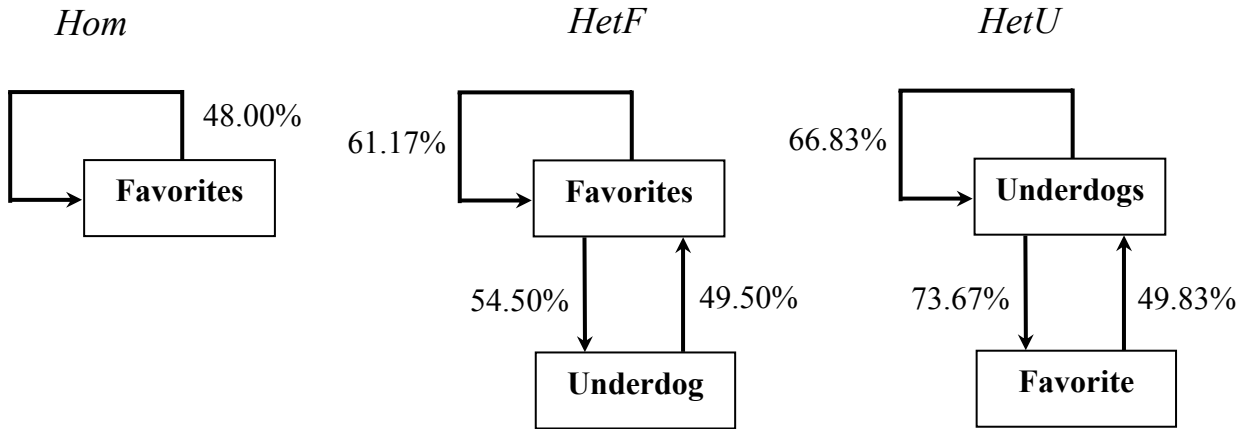 Hom
HetF
HetU
48.00%
61.17%
66.83%
Favorites
Favorites
Underdogs
54.50%
49.50%
73.67%
49.83%
Underdog
Favorite